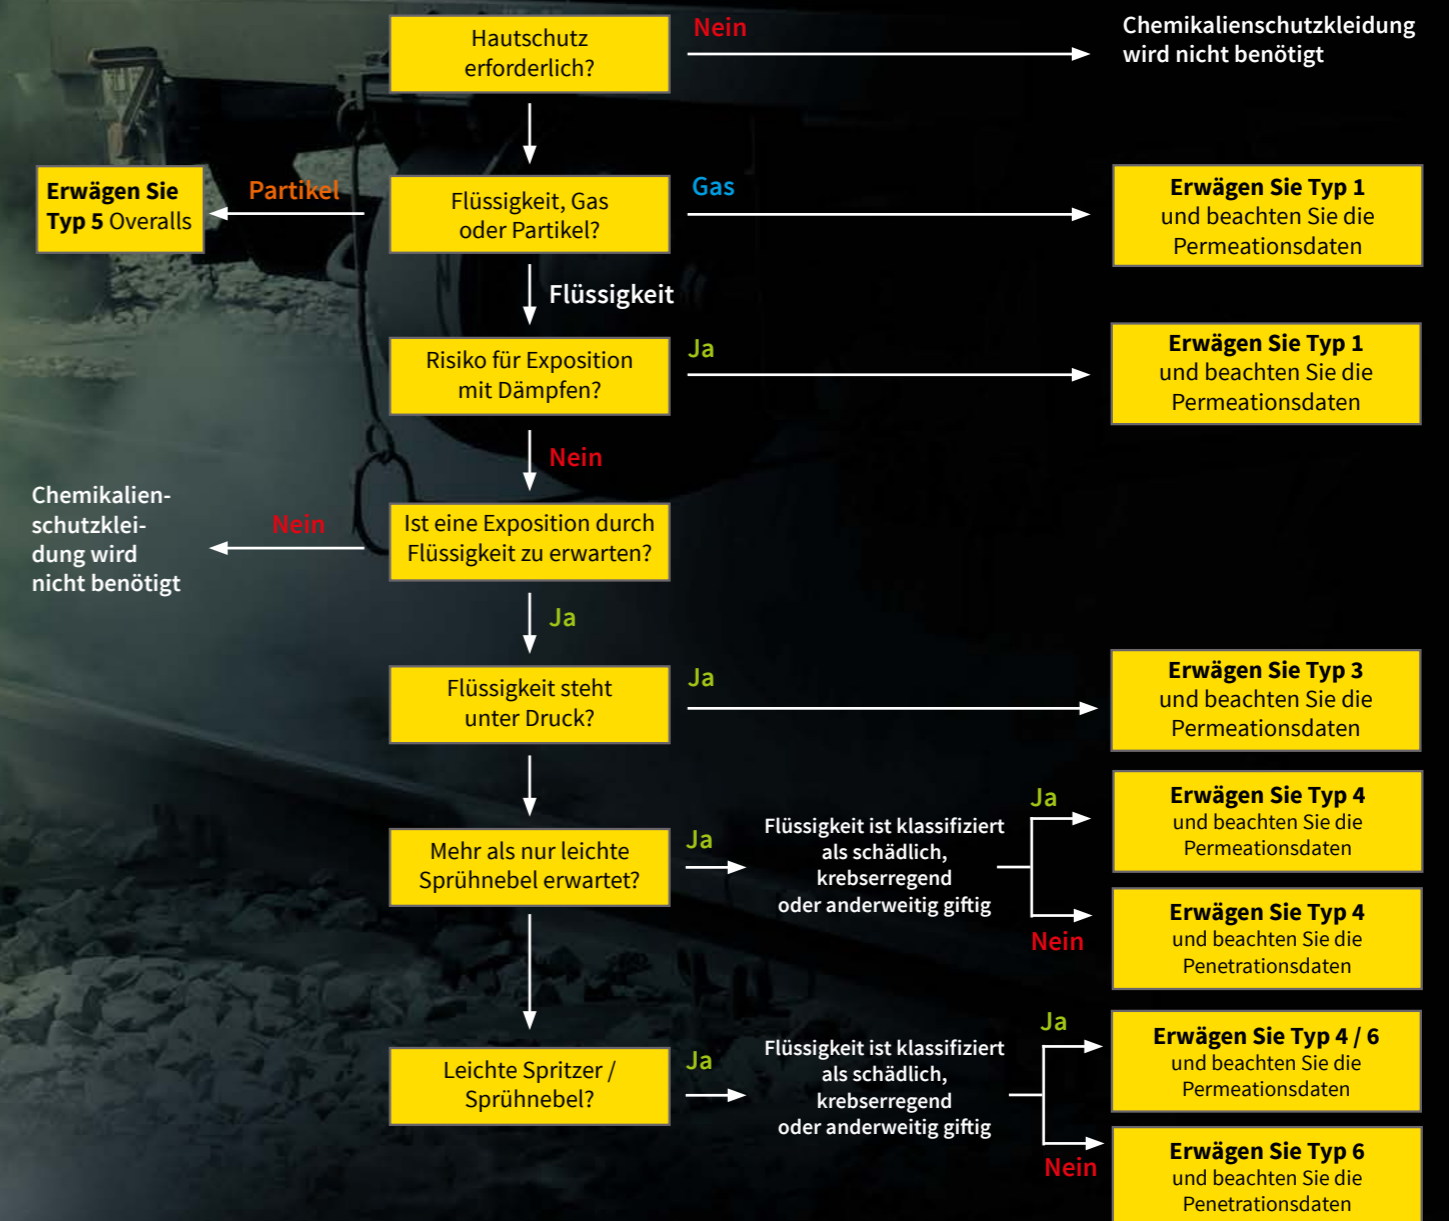 Hautschutz
erforderlich?
Nein
Chemikalienschutzkleidung
wird nicht benötigt
Erwägen Sie
Typ 5 Overalls
Partikel
Flüssigkeit, Gas
oder Partikel?
Gas
Erwägen Sie Typ 1
und beachten Sie die
Permeationsdaten
Flüssigkeit
Risiko für Exposition
mit Dämpfen?
Ja
Erwägen Sie Typ 1
und beachten Sie die
Permeationsdaten
Nein
Chemikalien-
schutzklei-
dung wird
nicht benötigt
Nein
Ist eine Exposition durch
Flüssigkeit zu erwarten?
Ja
Flüssigkeit steht
unter Druck?
Ja
Erwägen Sie Typ 3
und beachten Sie die
Permeationsdaten
Mehr als nur leichte
Sprühnebel erwartet?
Ja
Flüssigkeit ist klassifiziert
als schädlich,
krebserregend
oder anderweitig giftig
Ja
Erwägen Sie Typ 4
und beachten Sie die
Permeationsdaten
Nein
Erwägen Sie Typ 4
und beachten Sie die
Penetrationsdaten
Leichte Spritzer /
Sprühnebel?
Ja
Flüssigkeit ist klassifiziert
als schädlich,
krebserregend
oder anderweitig giftig
Ja
Erwägen Sie Typ 4 / 6
und beachten Sie die
Permeationsdaten
Nein
Erwägen Sie Typ 6
und beachten Sie die
Penetrationsdaten